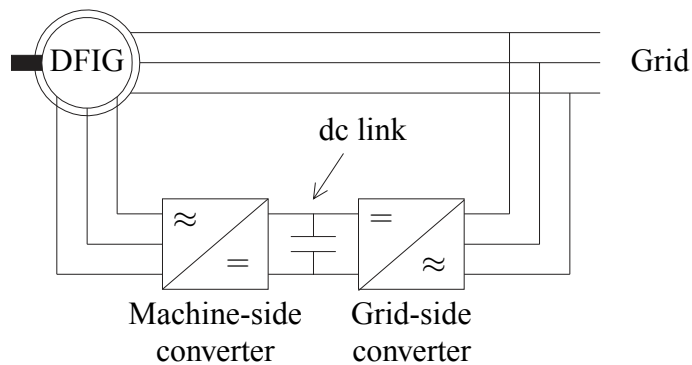 DFIG
Grid
dc link
≈
=
=
≈
Machine-side
converter
Grid-side
converter